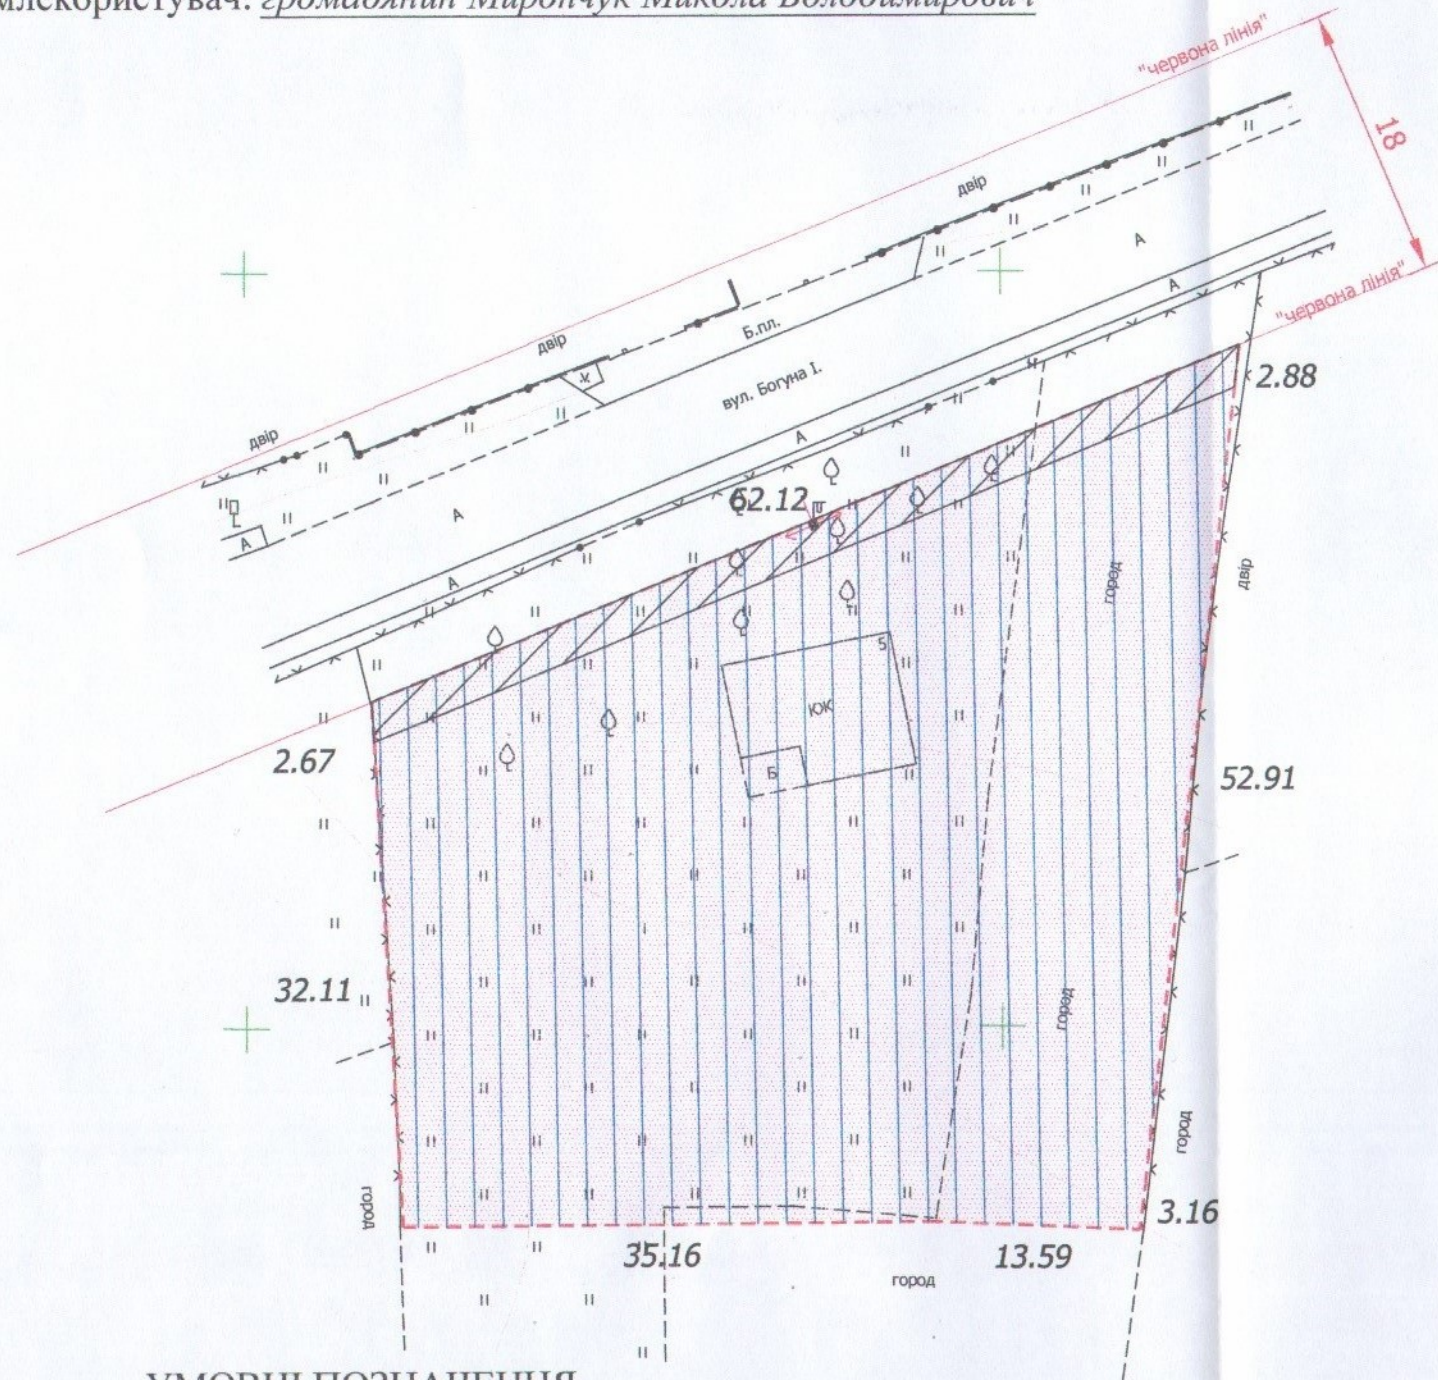 млекористувач: громадянин Мирончук Микола Володимирович
"червона лінія"
18
двір
А
"червона лінія"
А
Б.пл.
двір
К
вул. Богуна І.
2.88
двір
А
62.12
А
А
А
двір
город
5
КЖ
2.67
Б
52.91
32.11
город
город
город
3.16
35.16
13.59
город
УМОВНІ ПОЗНАЧЕННЯ